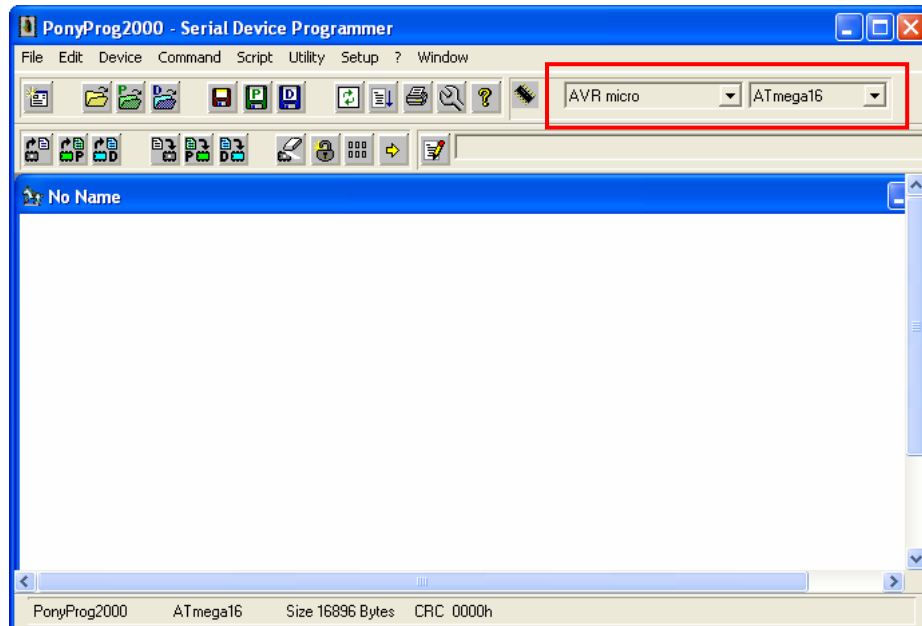 PonyProg2000 - Serial Device Programmer
File Edit Device Command Script Utility Setup ? Window
AVR micro ATmega16
No Name
PonyProg2000 ATmega16 Size 16896 Bytes CRC 0000h